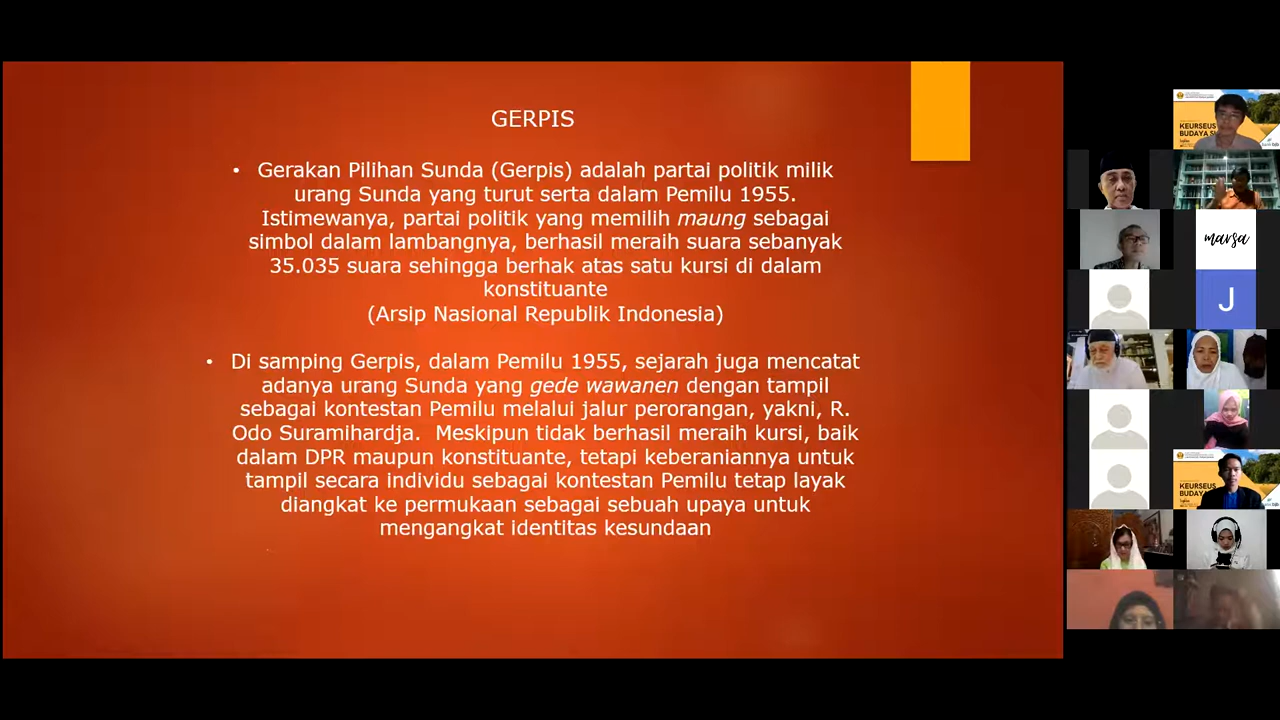 GERPIS
• Gerakan Pilihan Sunda (Gerpis) adalah partai politik milik
urang Sunda yang turut serta dalam Pemilu 1955.
Istimewanya, partai politik yang memilih maung sebagai
simbol dalam lambangnya, berhasil meraih suara sebanyak
35.035 suara sehingga berhak atas satu kursi di dalam
konstituante
(Arsip Nasional Republik Indonesia)
• Di samping Gerpis, dalam Pemilu 1955, sejarah juga mencatat
adanya urang Sunda yang gede wawanen dengan tampil
sebagai kontestan Pemilu melalui jalur perorangan, yakni, R.
Odo Suramihardja.  Meskipun tidak berhasil meraih kursi, baik
dalam DPR maupun konstituante, tetapi keberaniannya untuk
tampil secara individu sebagai kontestan Pemilu tetap layak
diangkat ke permukaan sebagai sebuah upaya untuk
mengangkat identitas kesundaan
KEURSEUS
BUDAYA
marsa
J
KEURSEUS
BUDAYA